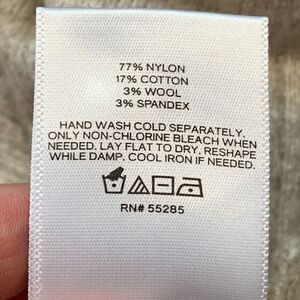 77% NYLON
17% COTTON
3% WOOL
3% SPANDEX
HAND WASH COLD SEPARATELY.
ONLY NON-CHLORINE BLEACH WHEN
NEEDED. LAY FLAT TO DRY. RESHAPE
WHILE DAMP. COOL IRON IF NEEDED.
RN# 55285